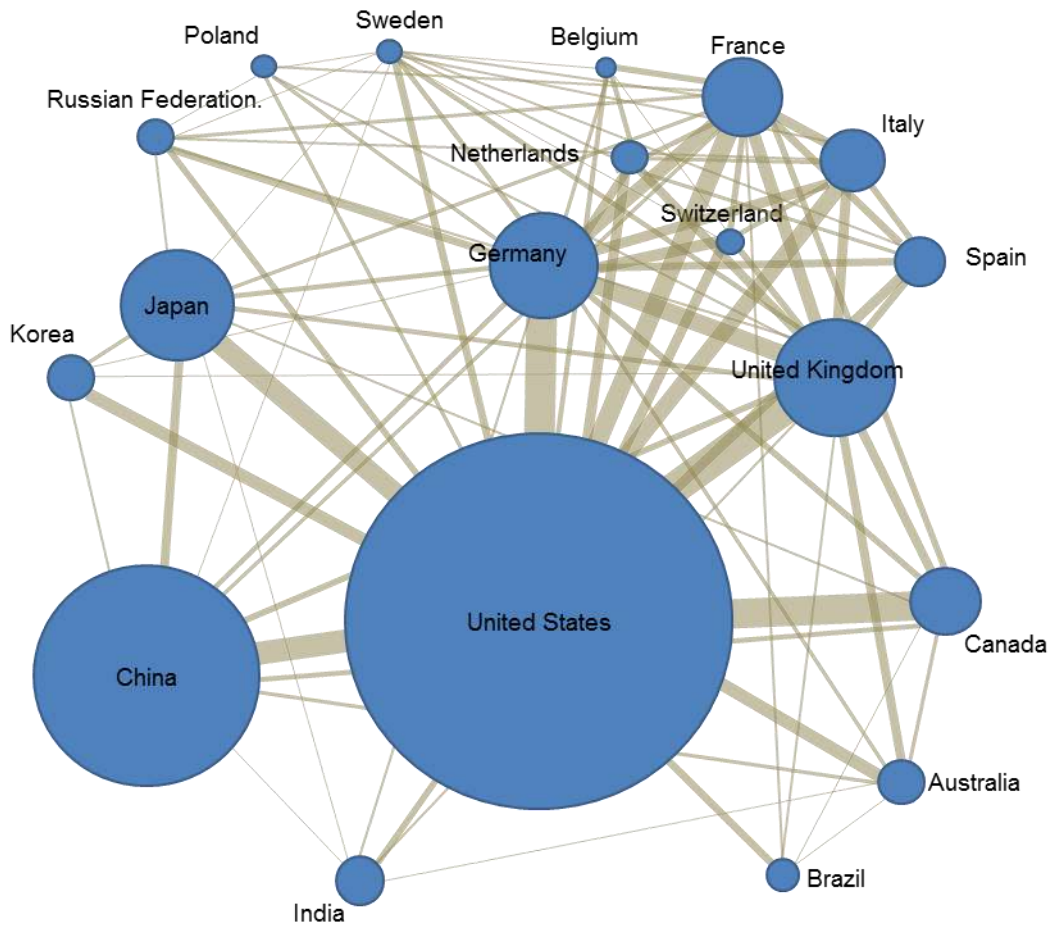 Sweden
Poland
Belgium
France
Russian Federation.
Italy
Netherlands
Switzerland
Germany
Spain
Japan
Korea
United Kingdom
United States
Canada
China
Australia
Brazil
India